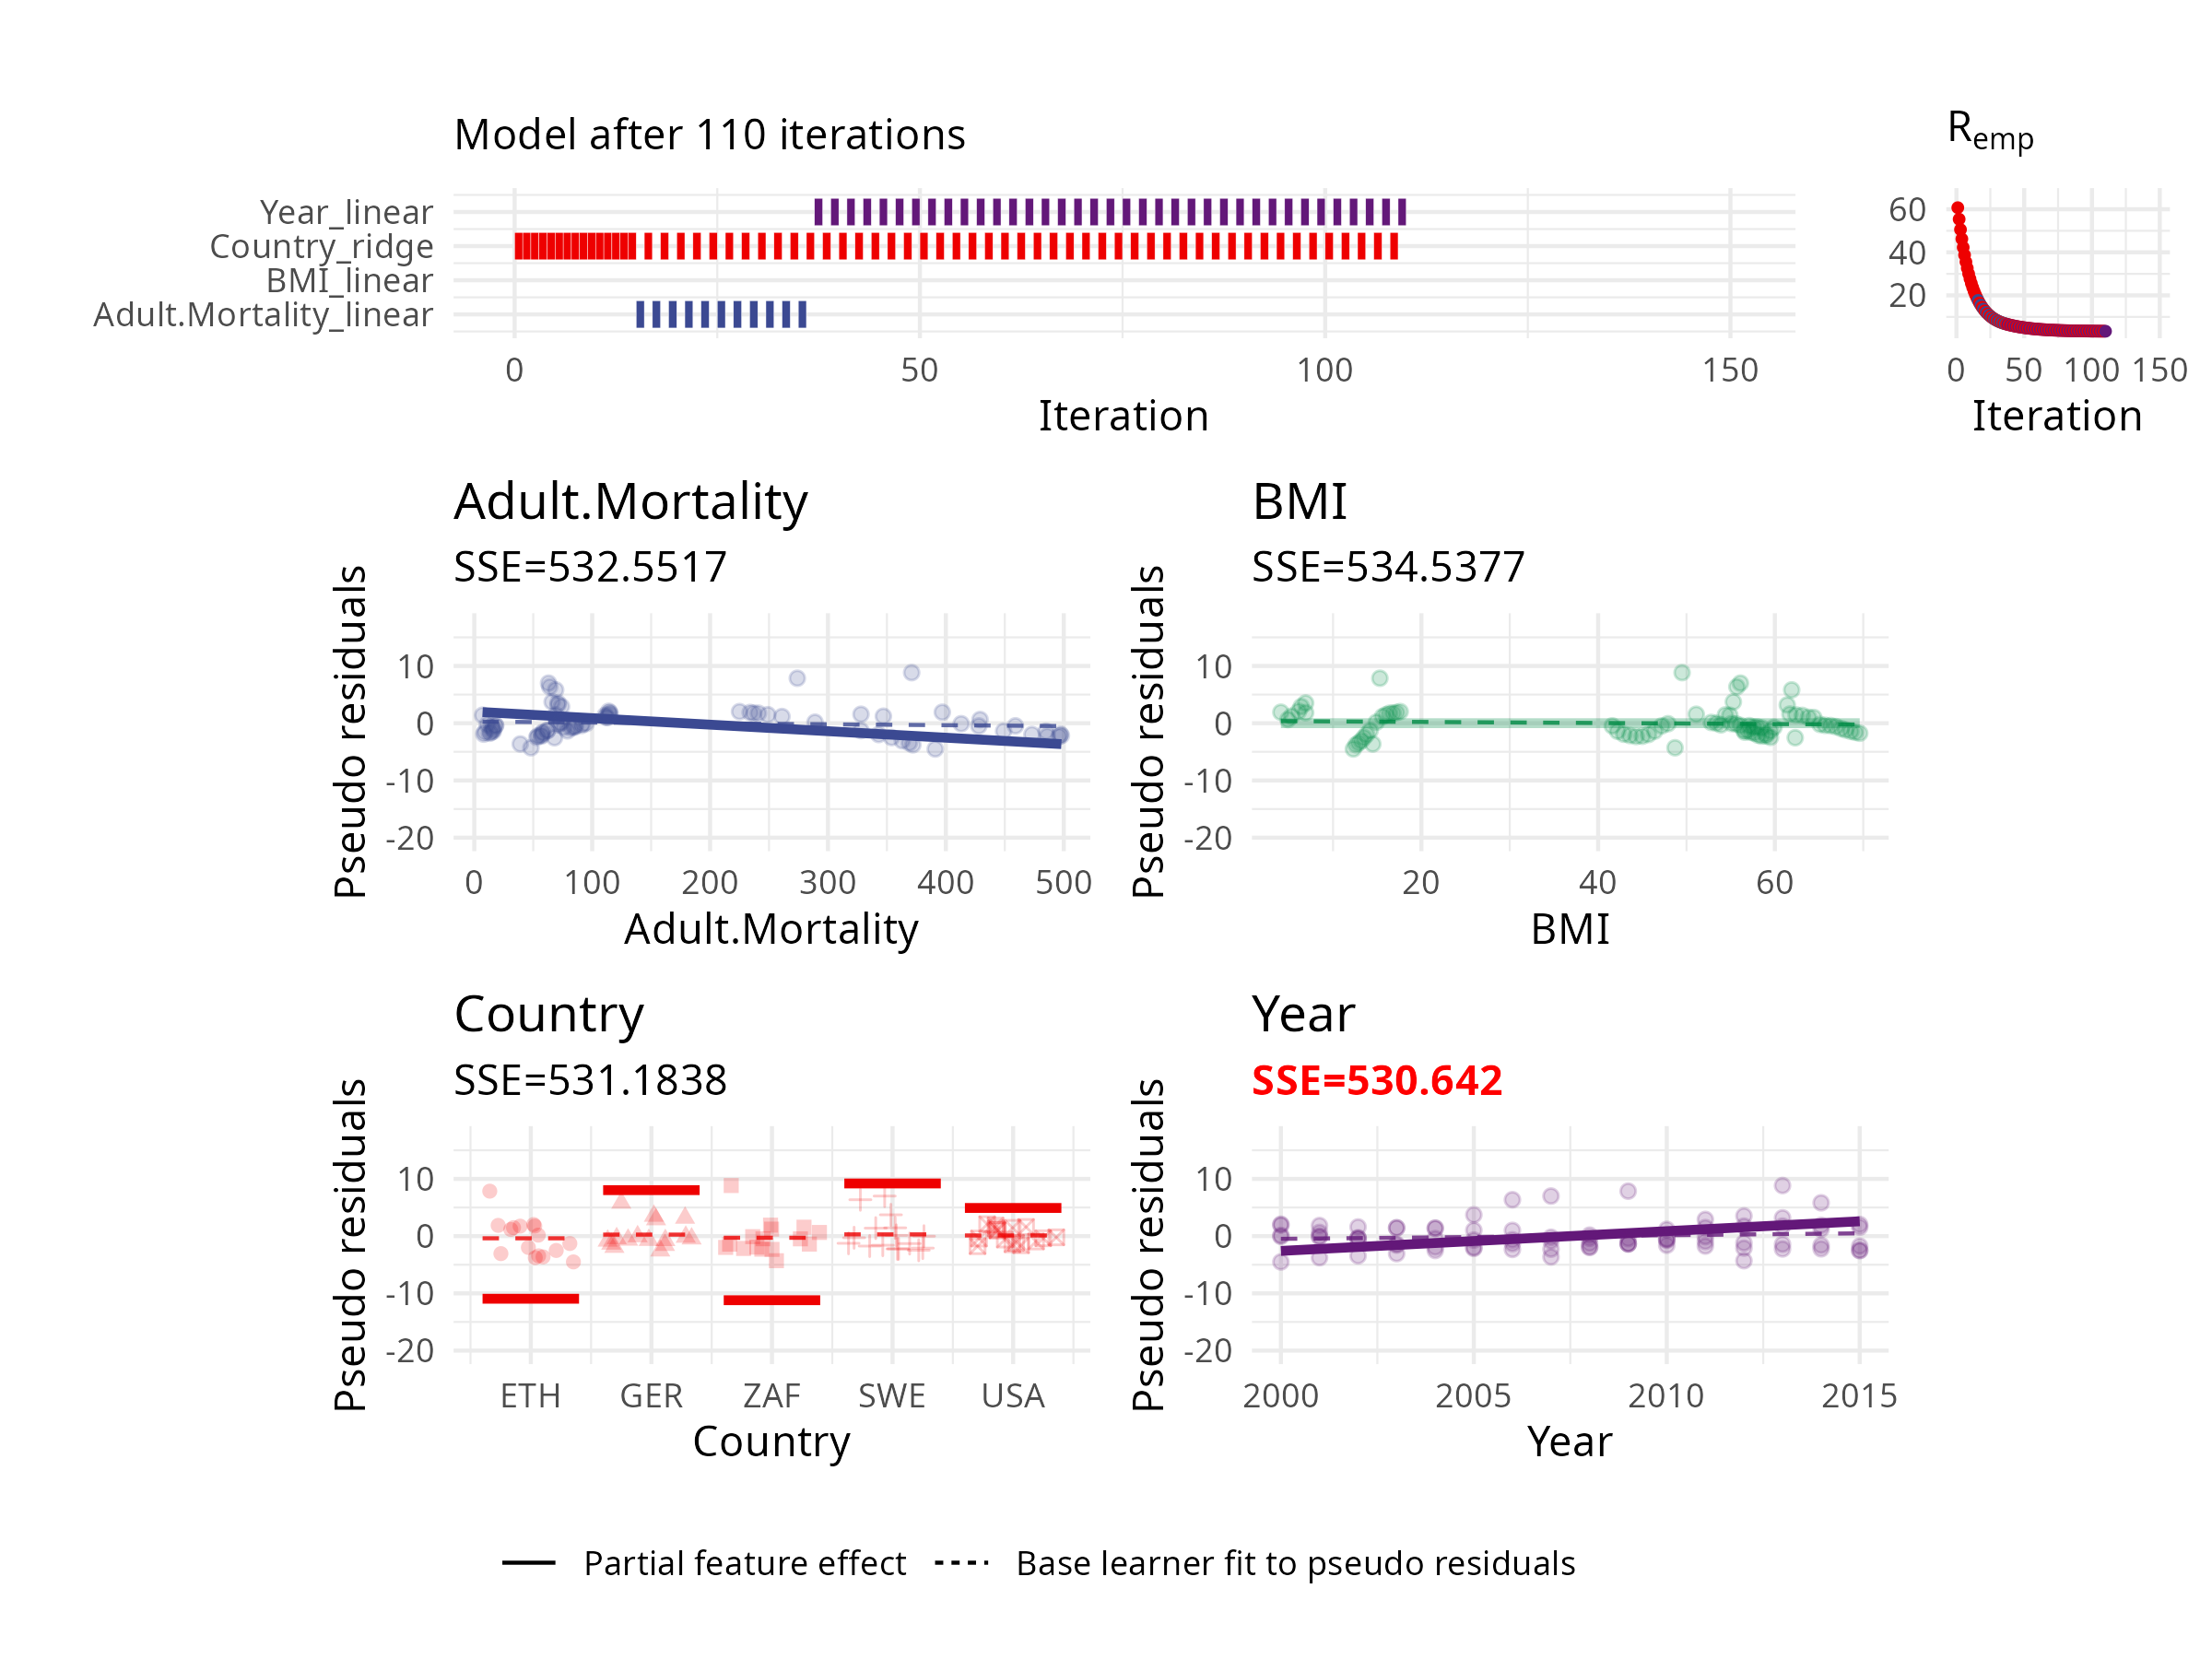 Model after 110 iterations
R_emp
Year_linear
Country_ridge
BMI_linear
Adult.Mortality_linear
0 50 100 150
Iteration
60
40
20
0 50 100 150
Iteration
Adult.Mortality
SSE=532.5517
Pseudo residuals
10
0
-10
-20
0 100 200 300 400 500
Adult.Mortality
BMI
SSE=534.5377
Pseudo residuals
10
0
-10
-20
20 40 60
BMI
Country
SSE=531.1838
Pseudo residuals
10
0
-10
-20
ETH GER ZAF SWE USA
Country
Year
SSE=530.642
Pseudo residuals
10
0
-10
-20
2000 2005 2010 2015
Year
Partial feature effect Base learner fit to pseudo residuals